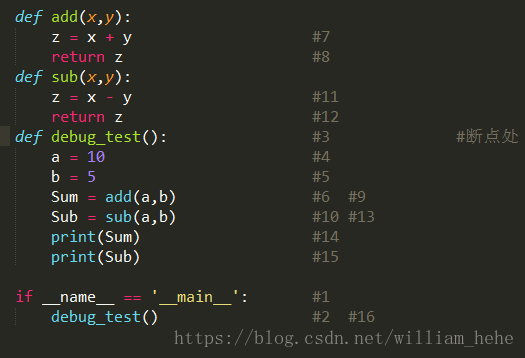 def add(x,y):
    z = x + y #7
    return z #8
def sub(x,y):
    z = x - y #11
    return z #12
def debug_test(): #3 #断点处
    a = 10 #4
    b = 5 #5
    Sum = add(a,b) #6 #9
    Sub = sub(a,b) #10 #13
    print(Sum) #14
    print(Sub) #15
if __name__ == '__main__': #1
    debug_test() #2 #16
https://blog.csdn.net/william_hehe